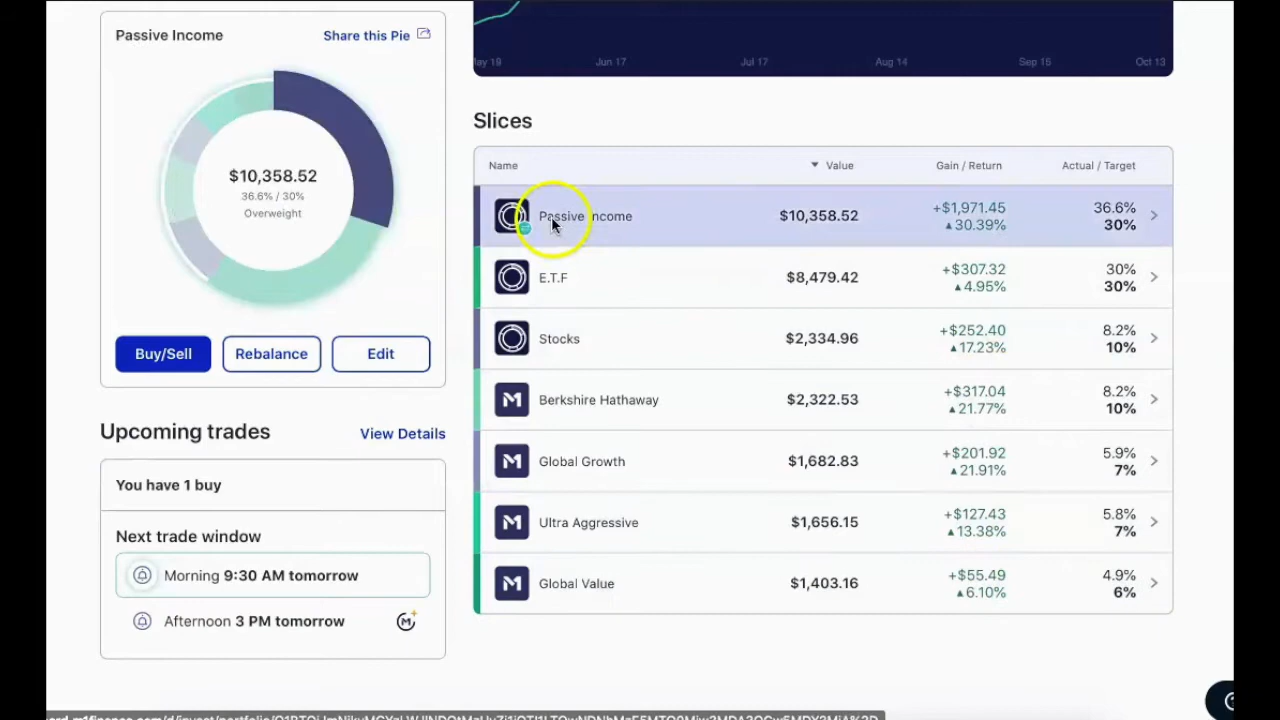 Passive Income
Share this Pie
$10,358.52
36.6% / 30%
Overweight
Buy/Sell
Rebalance
Edit
Upcoming trades
View Details
You have 1 buy
Next trade window
Morning 9:30 AM tomorrow
Afternoon 3 PM tomorrow
May 19
Jun 17
Jul 17
Aug 14
Sep 15
Oct 13
Slices
Name
Value
Gain / Return
Actual / Target
Passive Income
$10,358.52
+$1,971.45
▲30.39%
36.6%
30%
E.T.F
$8,479.42
+$307.32
▲4.95%
30%
30%
Stocks
$2,334.96
+$252.40
▲17.23%
8.2%
10%
Berkshire Hathaway
$2,322.53
+$317.04
▲21.77%
8.2%
10%
Global Growth
$1,682.83
+$201.92
▲21.91%
5.9%
7%
Ultra Aggressive
$1,656.15
+$127.43
▲13.38%
5.8%
7%
Global Value
$1,403.16
+$55.49
▲6.10%
4.9%
6%